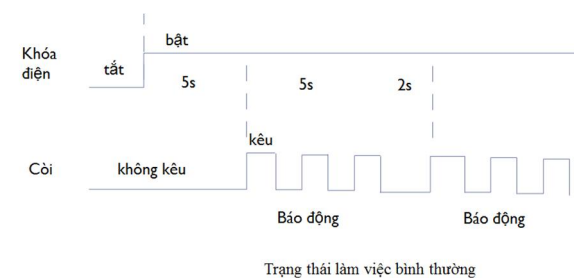 bật
Khóa
điện
tắt
5s
5s
2s
kêu
Còi
không kêu
Báo động
Báo động
Trạng thái làm việc bình thường